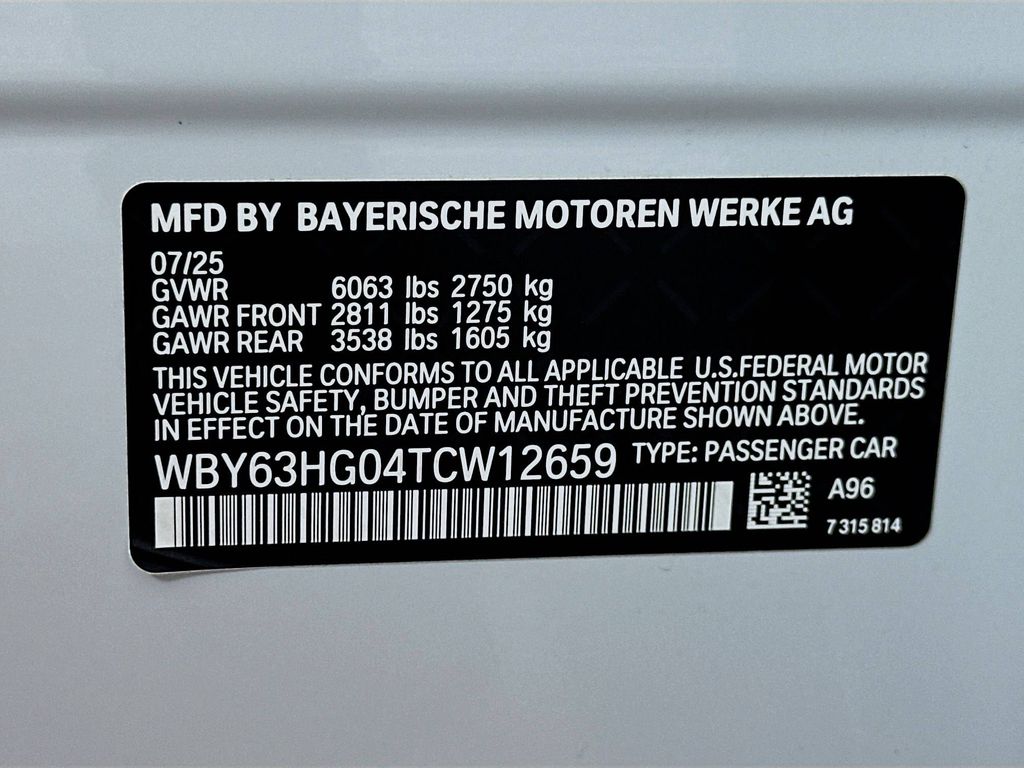 MFD BY BAYERISCHE MOTOREN WERKE AG
07/25
GVWR 6063 lbs 2750 kg
GAWR FRONT 2811 lbs 1275 kg
GAWR REAR 3538 lbs 1605 kg
THIS VEHICLE CONFORMS TO ALL APPLICABLE U.S.FEDERAL MOTOR
VEHICLE SAFETY, BUMPER AND THEFT PREVENTION STANDARDS
IN EFFECT ON THE DATE OF MANUFACTURE SHOWN ABOVE.
WBY63HG04TCW12659 TYPE: PASSENGER CAR
A96
7 315 814